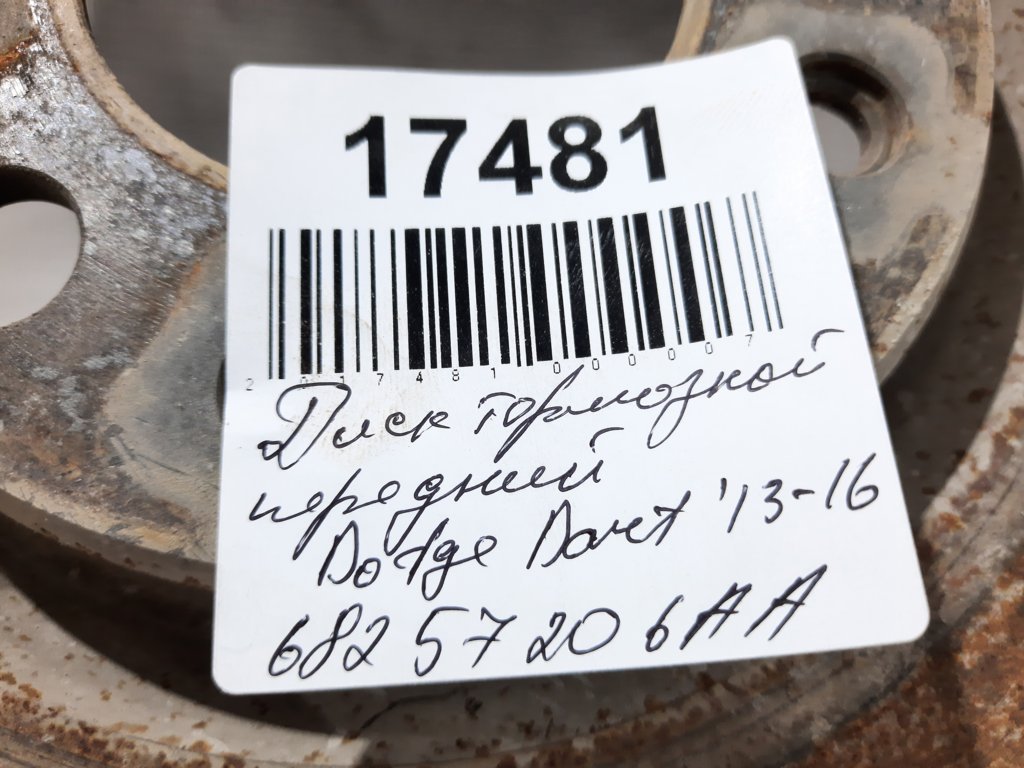 17481
2017481000007
Диск тормозной
передний
Dodge Dart '13-16
68257206AA